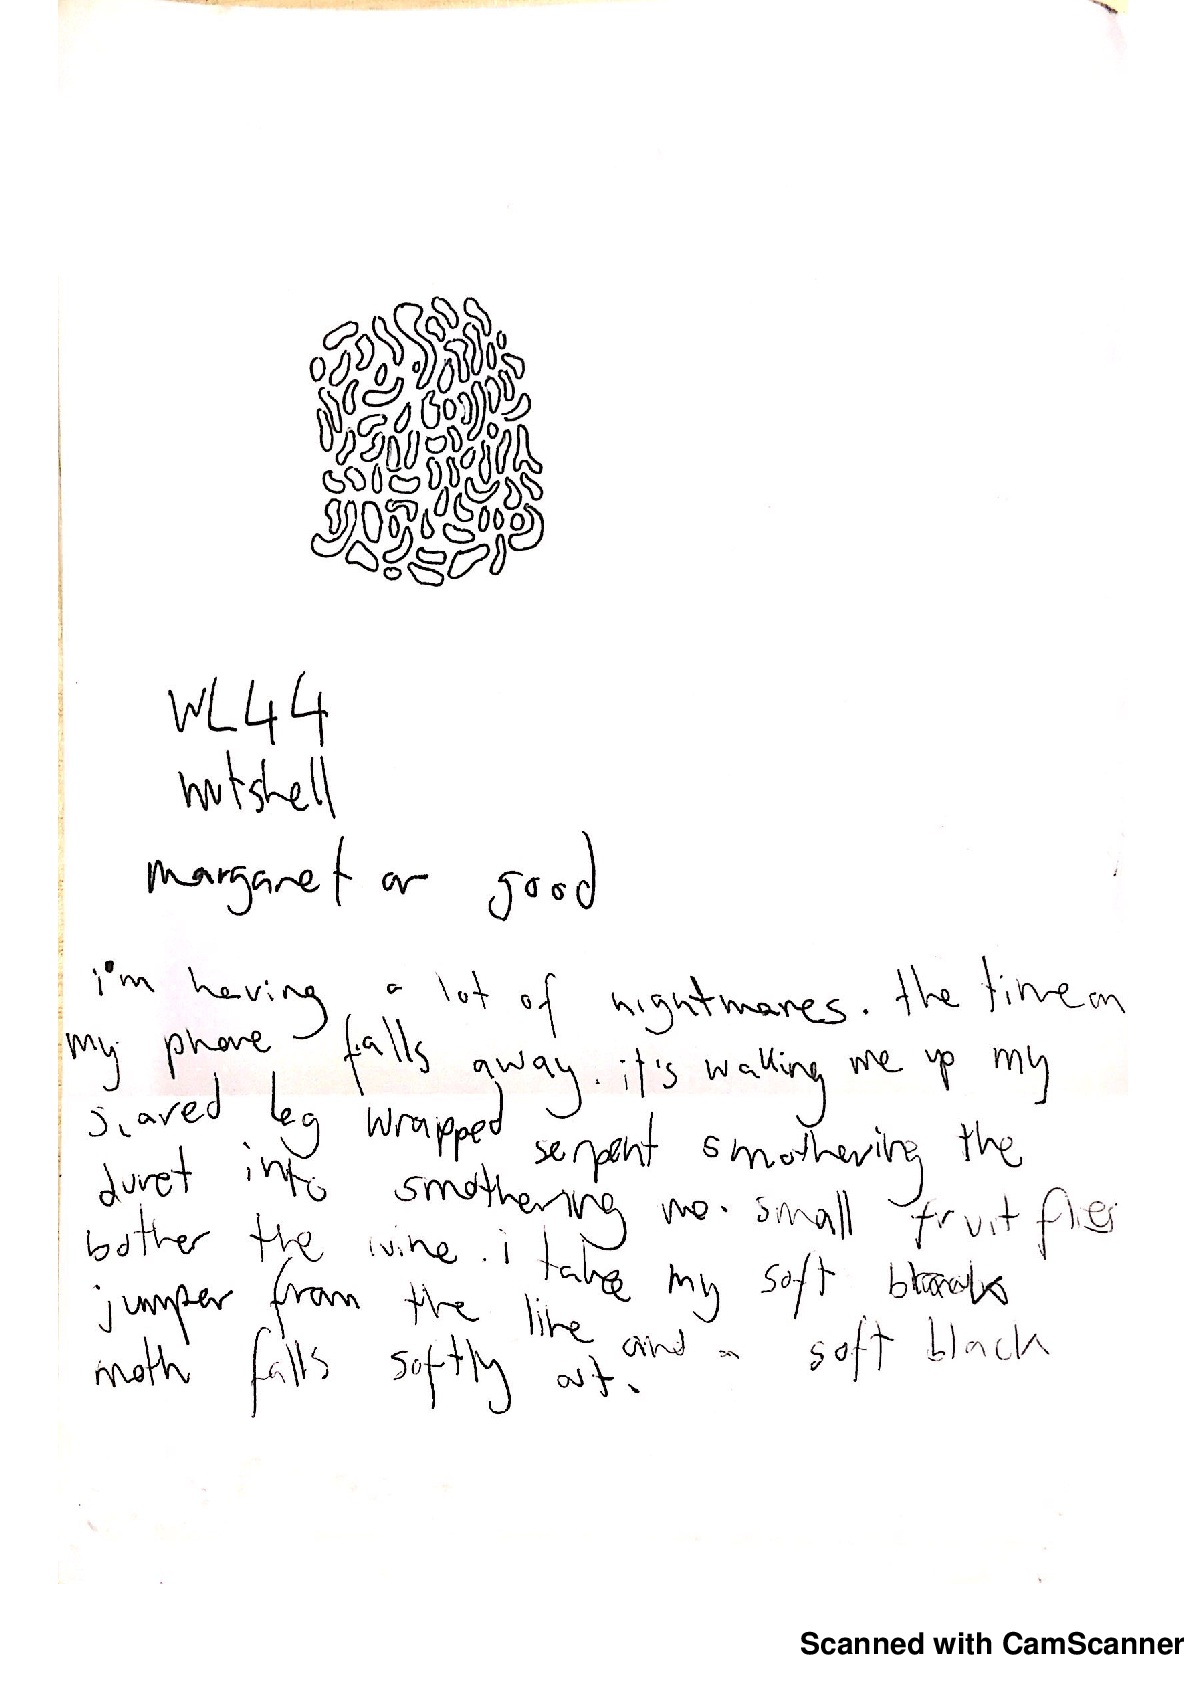 WL44
nutshell
margaret or good
i'm having a lot of nightmares. the time on
my phone falls away. it's waking me up my
scared leg wrapped serpent smothering the
duvet into smothering me. small fruit flies
bother the wine. i take my soft black
jumper from the line and a soft black
moth falls softly out.
Scanned with CamScanner